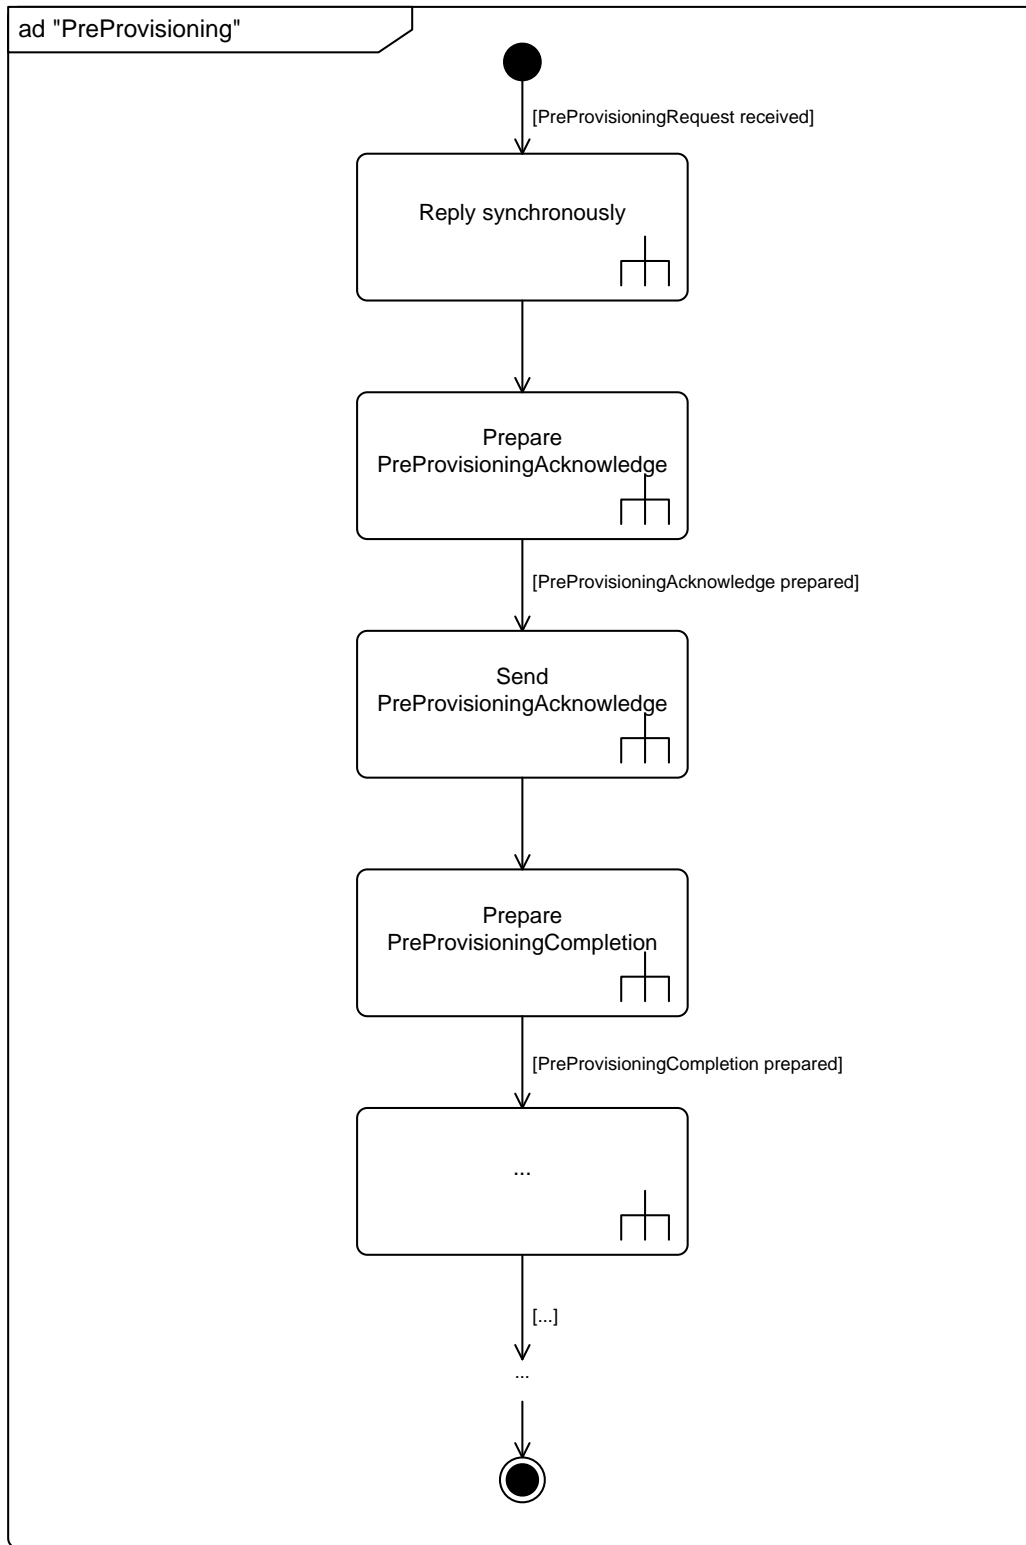 ad "PreProvisioning"
[PreProvisioningRequest received]
Reply synchronously
Prepare
PreProvisioningAcknowledge
[PreProvisioningAcknowledge prepared]
Send
PreProvisioningAcknowledge
Prepare
PreProvisioningCompletion
[PreProvisioningCompletion prepared]
...
[...]
...